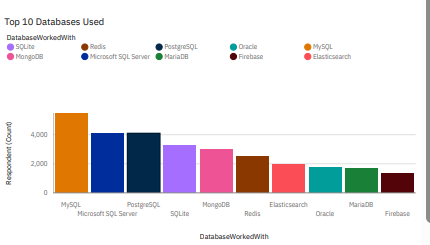 Top 10 Databases Used
DatabaseWorkedWith
SQLite Redis PostgreSQL Oracle MySQL
MongoDB Microsoft SQL Server MariaDB Firebase Elasticsearch
Respondent (Count)
4,000
2,000
0
MySQL PostgreSQL MongoDB Elasticsearch MariaDB
Microsoft SQL Server SQLite Redis Oracle Firebase
DatabaseWorkedWith